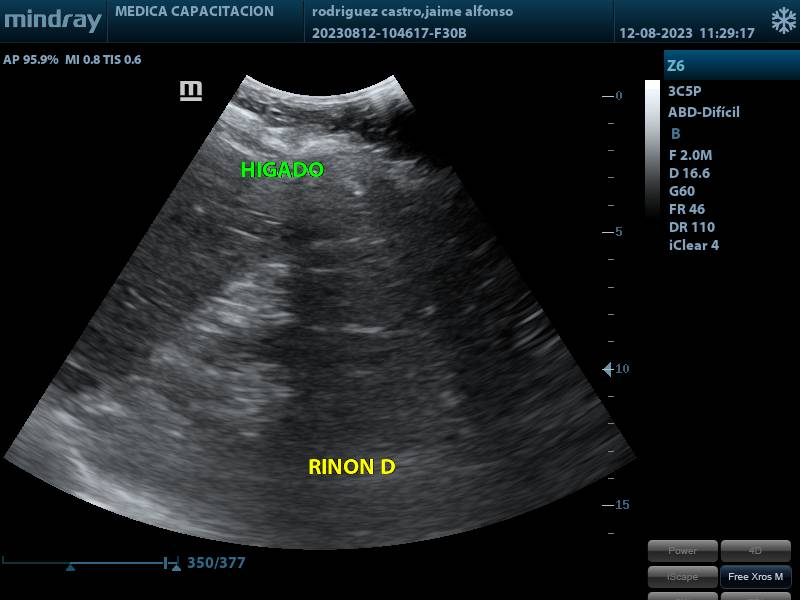 mindray
MEDICA CAPACITACION
rodriguez castro,jaime alfonso
20230812-104617-F30B
12-08-2023 11:29:17
AP 95.9% MI 0.8 TIS 0.6
m
Z6
3C5P
ABD-Difícil
B
F 2.0M
D 16.6
G60
FR 46
DR 110
iClear 4
0
5
10
15
HIGADO
RINON D
350/377
Power
4D
iScape
Free Xros M